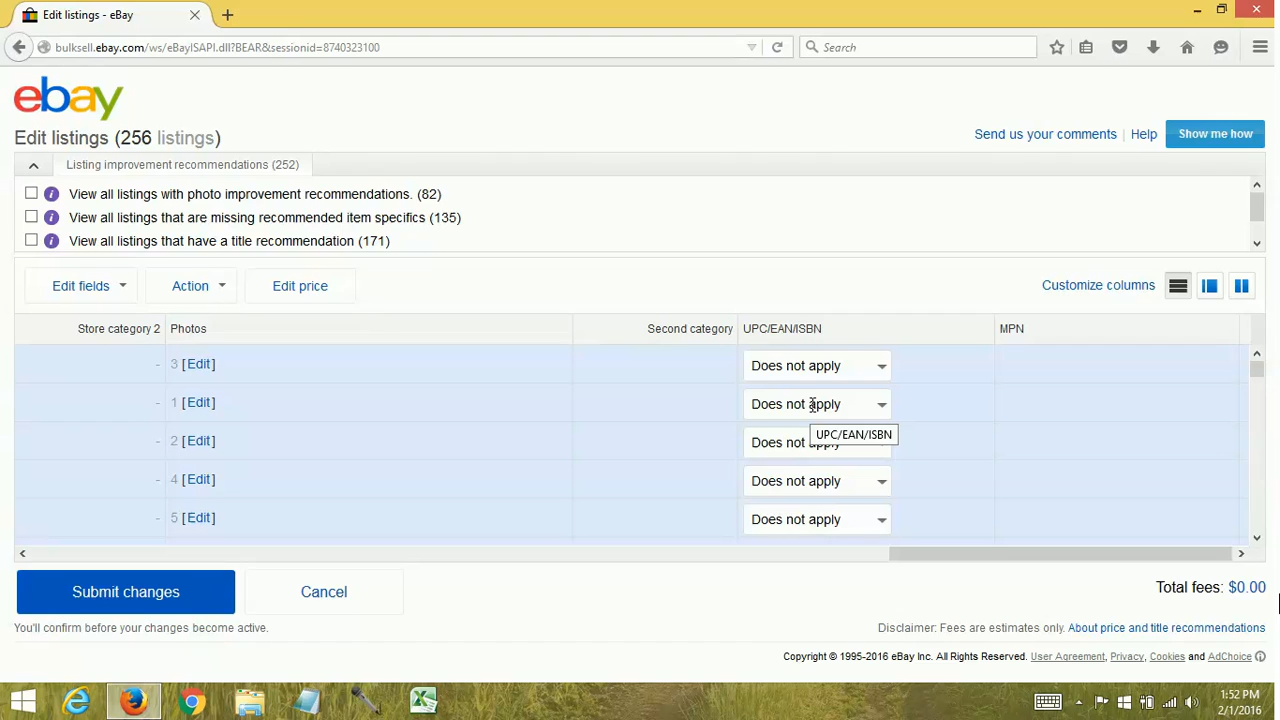 Edit listings - eBay
bulksell.ebay.com/ws/eBayISAPI.dll?BEAR&sessionid=8740323100
Search
ebay
Edit listings (256 listings)
Send us your comments Help Show me how
Listing improvement recommendations (252)
View all listings with photo improvement recommendations. (82)
View all listings that are missing recommended item specifics (135)
View all listings that have a title recommendation (171)
Edit fields Action Edit price Customize columns
Store category 2 Photos Second category UPC/EAN/ISBN MPN
- 3 [Edit] Does not apply
- 1 [Edit] Does not apply
UPC/EAN/ISBN
- 2 [Edit] Does not apply
- 4 [Edit] Does not apply
- 5 [Edit] Does not apply
Submit changes Cancel Total fees: $0.00
You'll confirm before your changes become active. Disclaimer: Fees are estimates only. About price and title recommendations
Copyright © 1995-2016 eBay Inc. All Rights Reserved. User Agreement, Privacy, Cookies and AdChoice
1:52 PM
2/1/2016